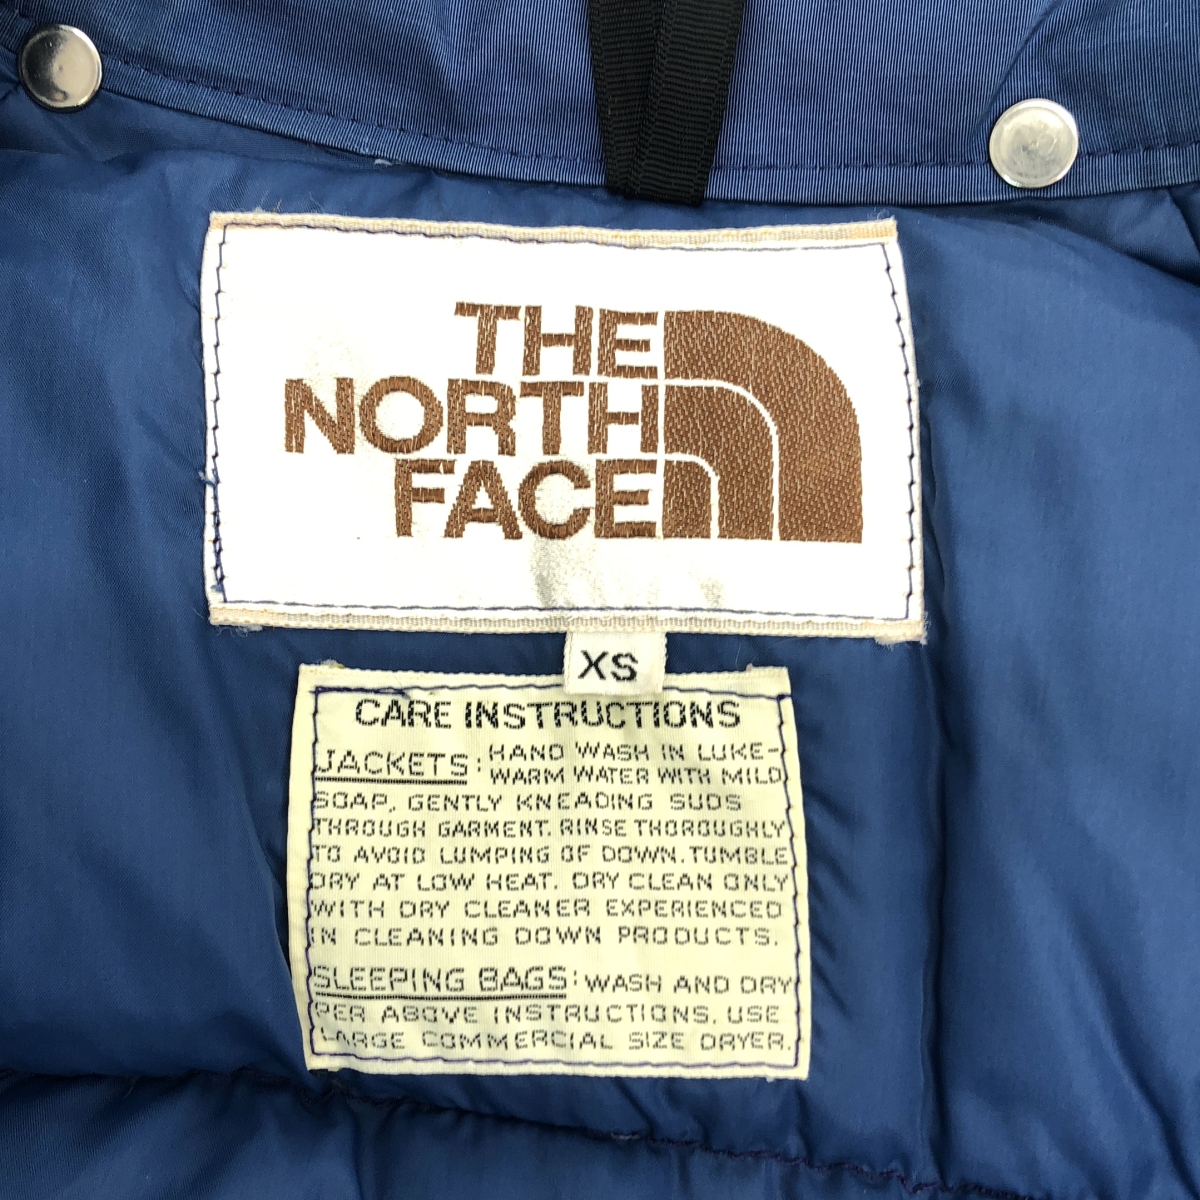 THE
NORTH
FACE
XS
CARE INSTRUCTIONS
JACKETS: HAND WASH IN LUKE-
WARM WATER WITH MILD
SOAP, GENTLY KNEADING SUDS
THROUGH GARMENT. RINSE THOROUGHLY
TO AVOID LUMPING OF DOWN. TUMBLE
DRY AT LOW HEAT. DRY CLEAN ONLY
WITH DRY CLEANER EXPERIENCED
IN CLEANING DOWN PRODUCTS.
SLEEPING BAGS: WASH AND DRY
PER ABOVE INSTRUCTIONS. USE
LARGE COMMERCIAL SIZE DRYER.